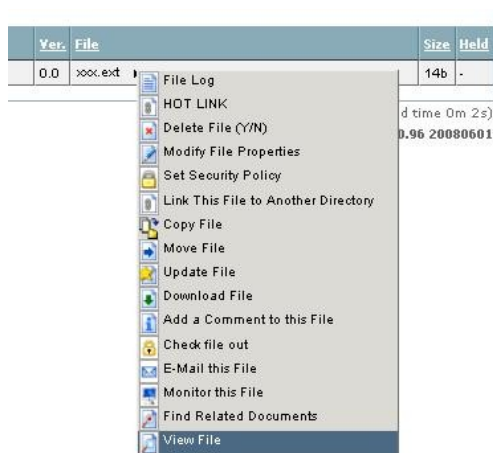 Ver. File Size Held
0.0 xxx.ext 14b -
File Log
HOT LINK
d time 0m 2s)
Delete File (Y/N)
0.96 20080601
Modify File Properties
Set Security Policy
Link This File to Another Directory
Copy File
Move File
Update File
Download File
Add a Comment to this File
Check file out
E-Mail this File
Monitor this File
Find Related Documents
View File